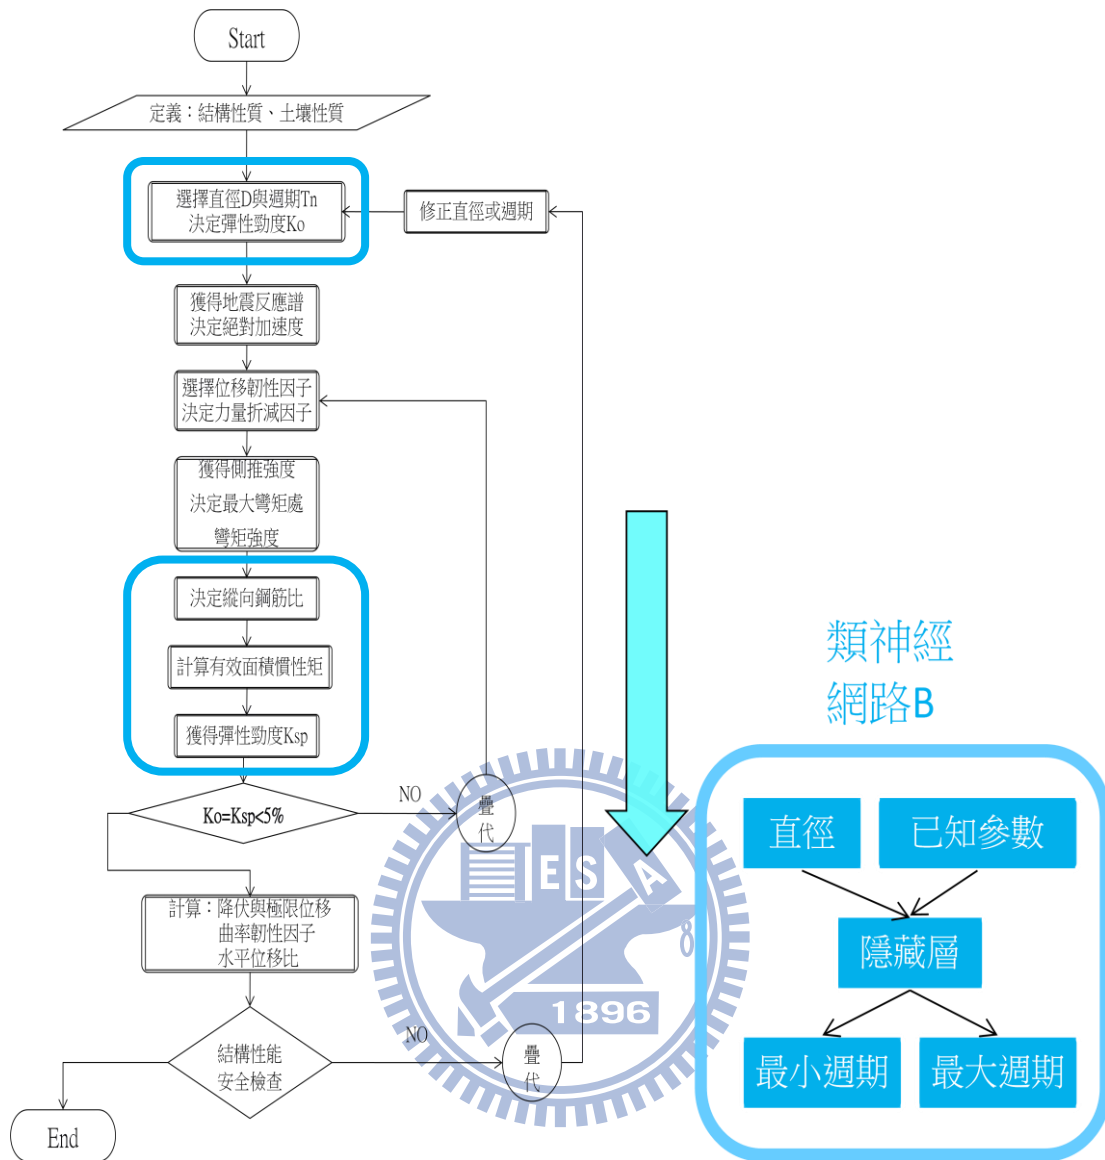 Start
定義：結構性質、土壤性質
選擇直徑D與週期Tn
決定彈性勁度Ko
修正直徑或週期
獲得地震反應譜
決定絕對加速度
選擇位移韌性因子
決定力量折減因子
獲得側推強度
決定最大彎矩處
彎矩強度
決定縱向鋼筋比
計算有效面積慣性矩
獲得彈性勁度Ksp
Ko=Ksp<5%
NO
疊
代
計算：降伏與極限位移
曲率韌性因子
水平位移比
結構性能
安全檢查
NO
疊
代
End
類神經
網路B
直徑
已知參數
隱藏層
最小週期
最大週期
E S A
1896